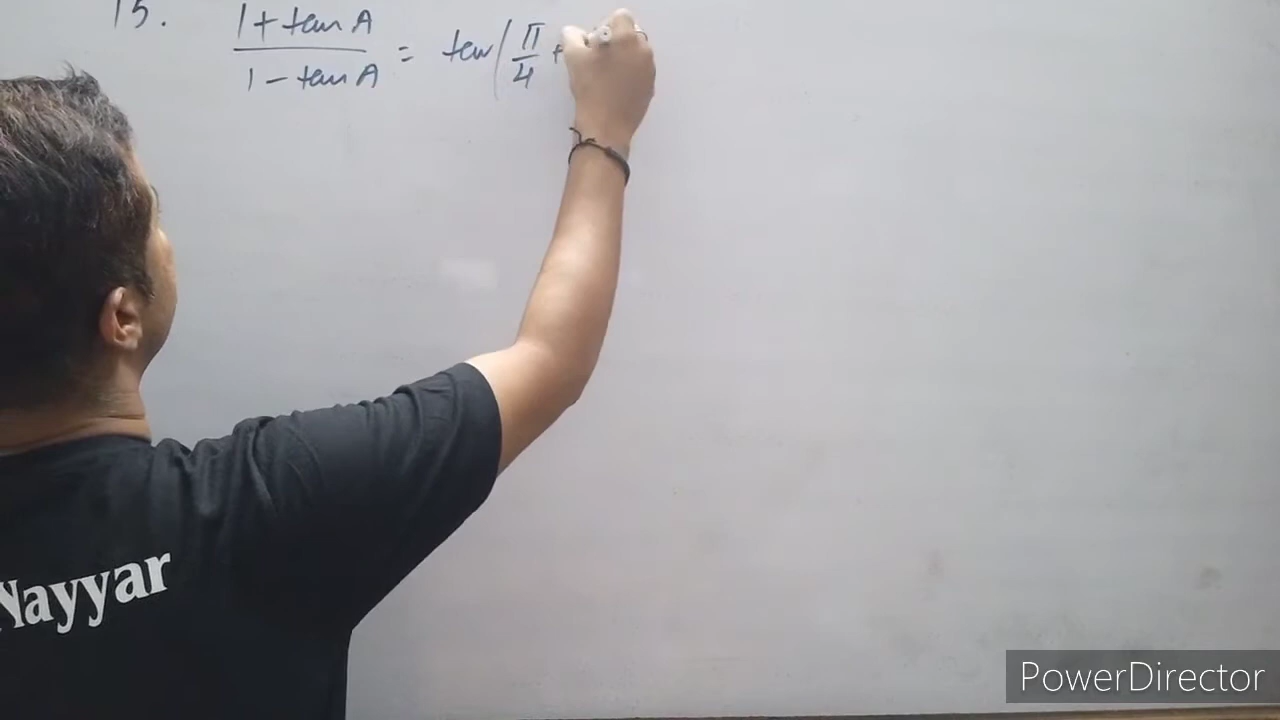 15. (1 + tan A)/(1 - tan A) = tan(π/4 +
Nayyar
PowerDirector